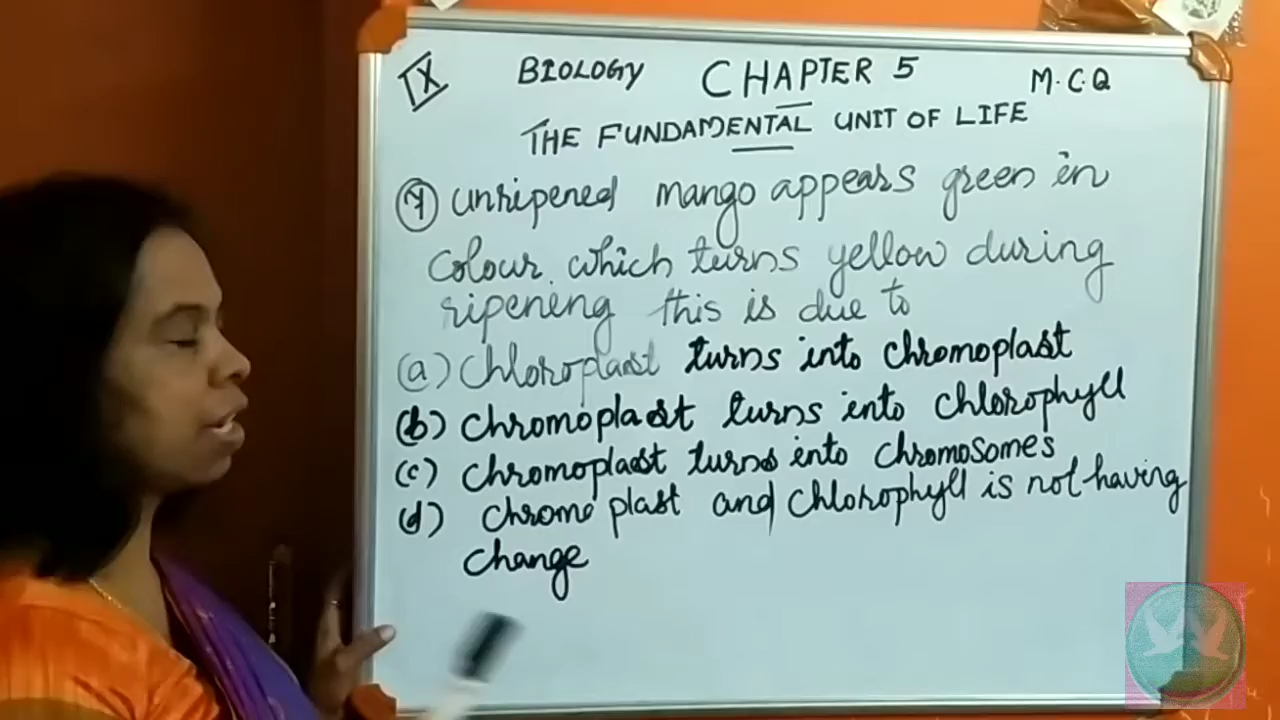 IX BIOLOGY CHAPTER 5 M.C.Q
THE FUNDAMENTAL UNIT OF LIFE
unripened mango appears green in
colour which turns yellow during
ripening this is due to
(a) Chloroplast turns into chromoplast
(b) Chromoplast turns into chlorophyll
(c) Chromoplast turns into chromosomes
(d) Chromo plast and chlorophyll is not having
change